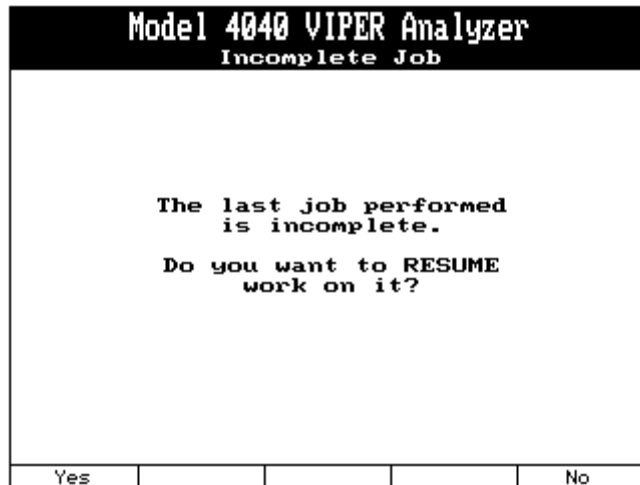 Model 4040 VIPER Analyzer
Incomplete Job
The last job performed
is incomplete.
Do you want to RESUME
work on it?
Yes
No